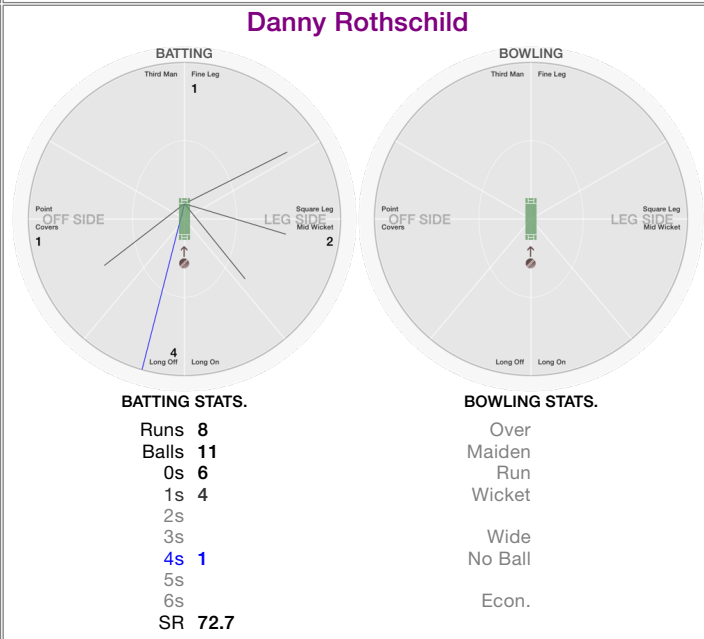 Danny Rothschild
BATTING
Third Man Fine Leg
1
Point
OFF SIDE
Covers
1
Square Leg
LEG SIDE
Mid Wicket
2
4
Long Off Long On
BOWLING
Third Man Fine Leg
Point
OFF SIDE
Covers
Square Leg
LEG SIDE
Mid Wicket
Long Off Long On
BATTING STATS.
Runs 8
Balls 11
0s 6
1s 4
2s
3s
4s 1
5s
6s
SR 72.7
BOWLING STATS.
Over
Maiden
Run
Wicket
Wide
No Ball
Econ.